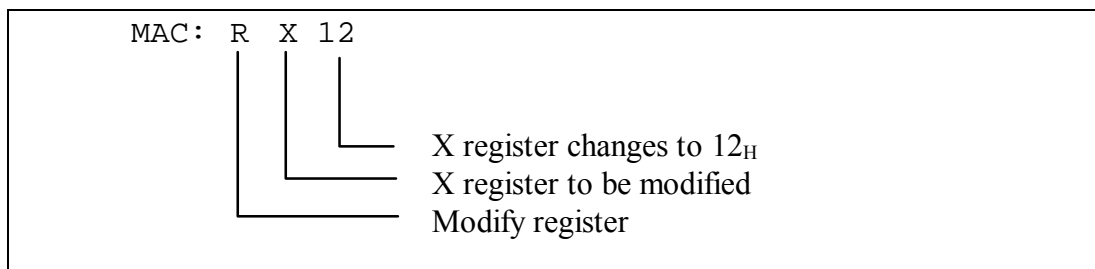 MAC: R X 12
X register changes to 12H
X register to be modified
Modify register